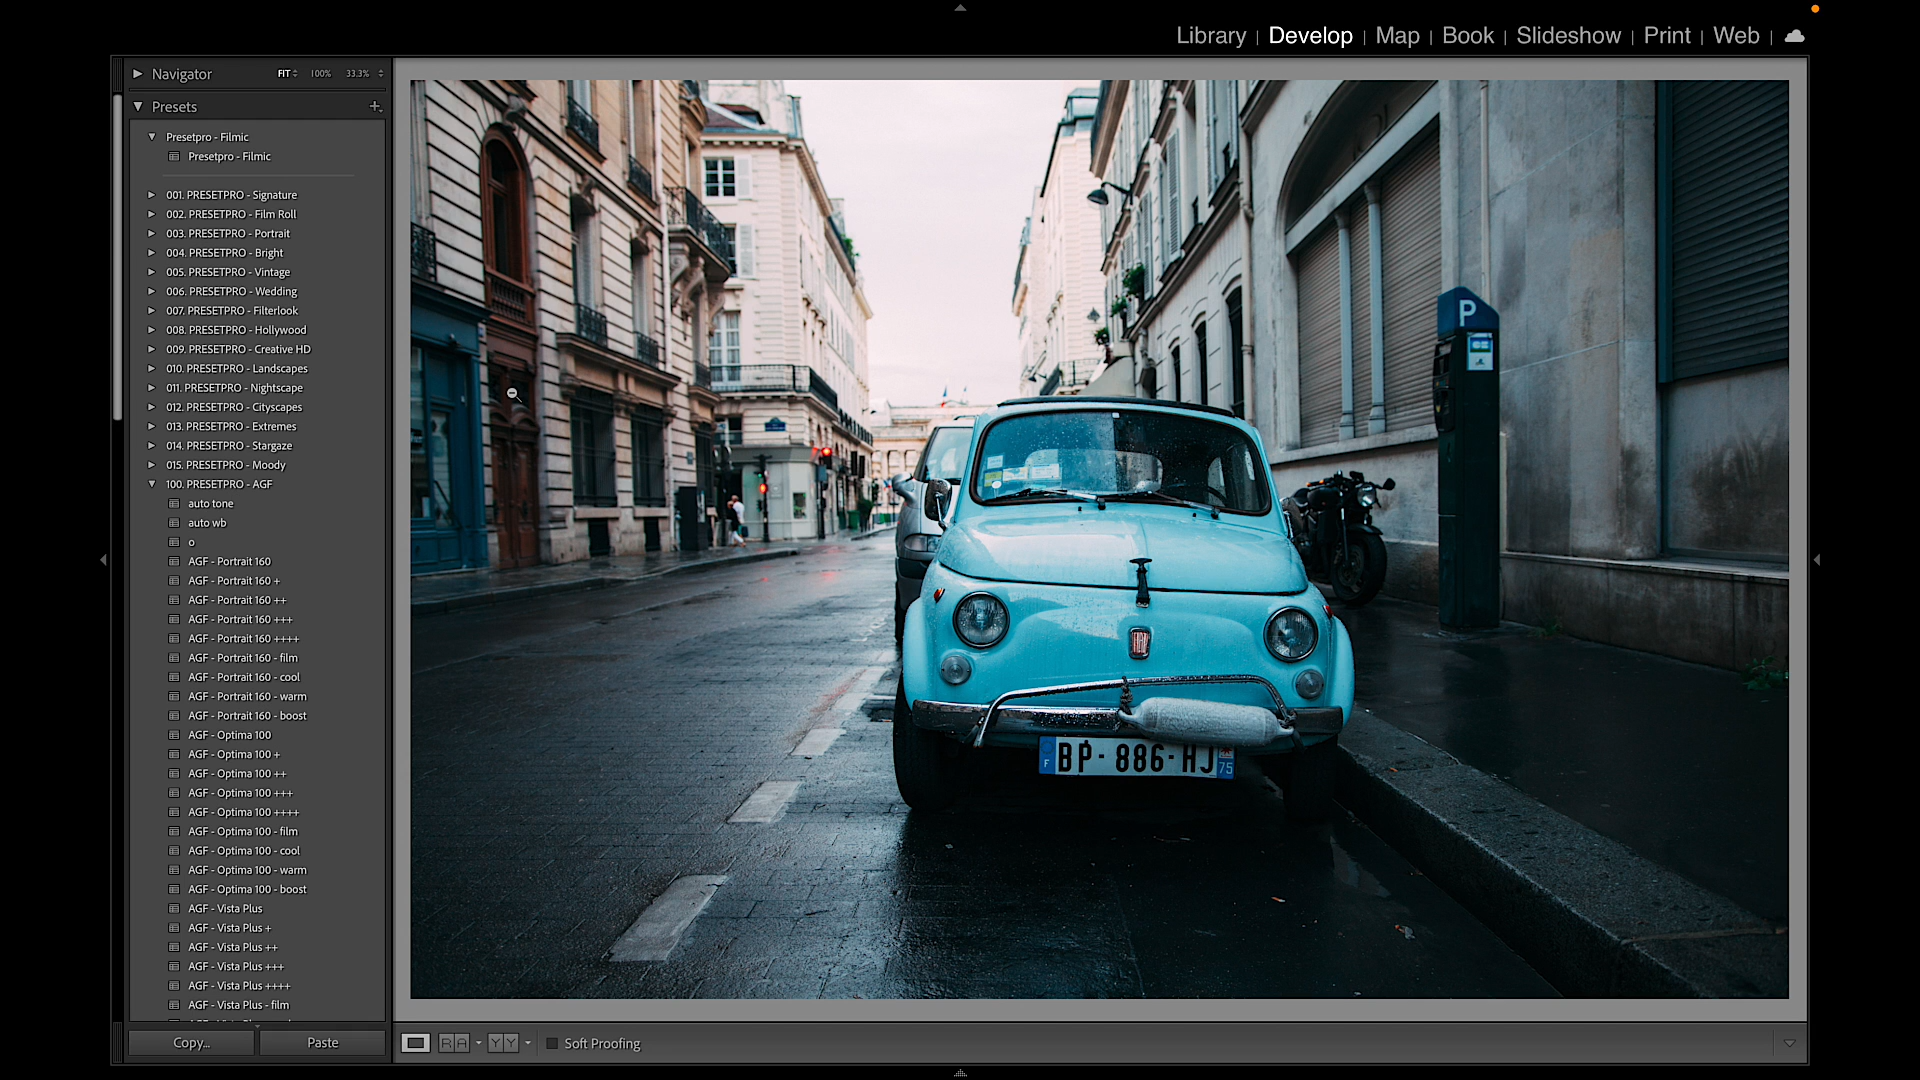 Library | Develop | Map | Book | Slideshow | Print | Web |
Navigator FIT 100% 33.3%
Presets
Presetpro - Filmic
Presetpro - Filmic
001. PRESETPRO - Signature
002. PRESETPRO - Film Roll
003. PRESETPRO - Portrait
004. PRESETPRO - Bright
005. PRESETPRO - Vintage
006. PRESETPRO - Wedding
007. PRESETPRO - Filterlook
008. PRESETPRO - Hollywood
009. PRESETPRO - Creative HD
010. PRESETPRO - Landscapes
011. PRESETPRO - Nightscape
012. PRESETPRO - Cityscapes
013. PRESETPRO - Extremes
014. PRESETPRO - Stargaze
015. PRESETPRO - Moody
100. PRESETPRO - AGF
auto tone
auto wb
o
AGF - Portrait 160
AGF - Portrait 160 +
AGF - Portrait 160 ++
AGF - Portrait 160 +++
AGF - Portrait 160 ++++
AGF - Portrait 160 - film
AGF - Portrait 160 - cool
AGF - Portrait 160 - warm
AGF - Portrait 160 - boost
AGF - Optima 100
AGF - Optima 100 +
AGF - Optima 100 ++
AGF - Optima 100 +++
AGF - Optima 100 ++++
AGF - Optima 100 - film
AGF - Optima 100 - cool
AGF - Optima 100 - warm
AGF - Optima 100 - boost
AGF - Vista Plus
AGF - Vista Plus +
AGF - Vista Plus ++
AGF - Vista Plus +++
AGF - Vista Plus ++++
AGF - Vista Plus - film
Copy... Paste
P
FIAT
F BP-886-HJ 75
RA YY Soft Proofing